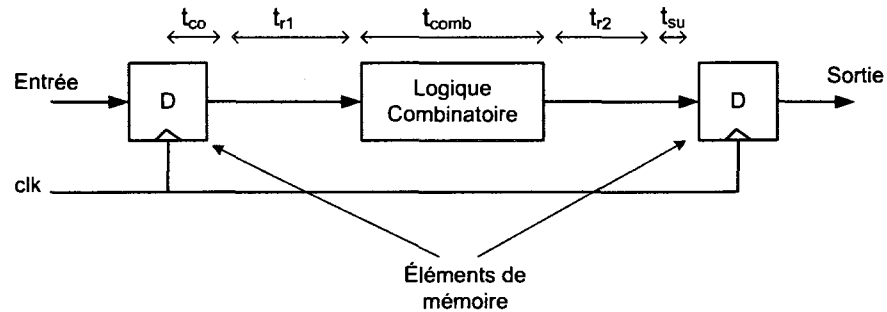 tco tr1 tcomb tr2 tsu
Entrée D Logique D Sortie
Combinatoire
clk
Éléments de
mémoire